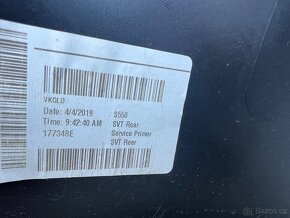 VKQLD
Date: 4/4/2019 S550
Time: 9:42:40 AM SVT Rear
177348E Service Primer
SVT Rear
Bazoš.cz